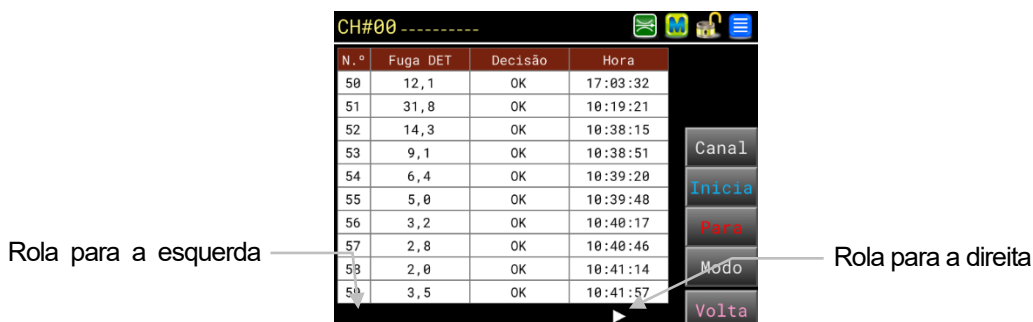 CH#00 ----------
N.º Fuga DET Decisão Hora
50 12,1 OK 17:03:32
51 31,8 OK 10:19:21
52 14,3 OK 10:38:15
53 9,1 OK 10:38:51
54 6,4 OK 10:39:20
55 5,0 OK 10:39:48
56 3,2 OK 10:40:17
57 2,8 OK 10:40:46
58 2,0 OK 10:41:14
59 3,5 OK 10:41:57
M
Canal
Inicia
Para
Modo
Volta
Rola para a esquerda
Rola para a direita